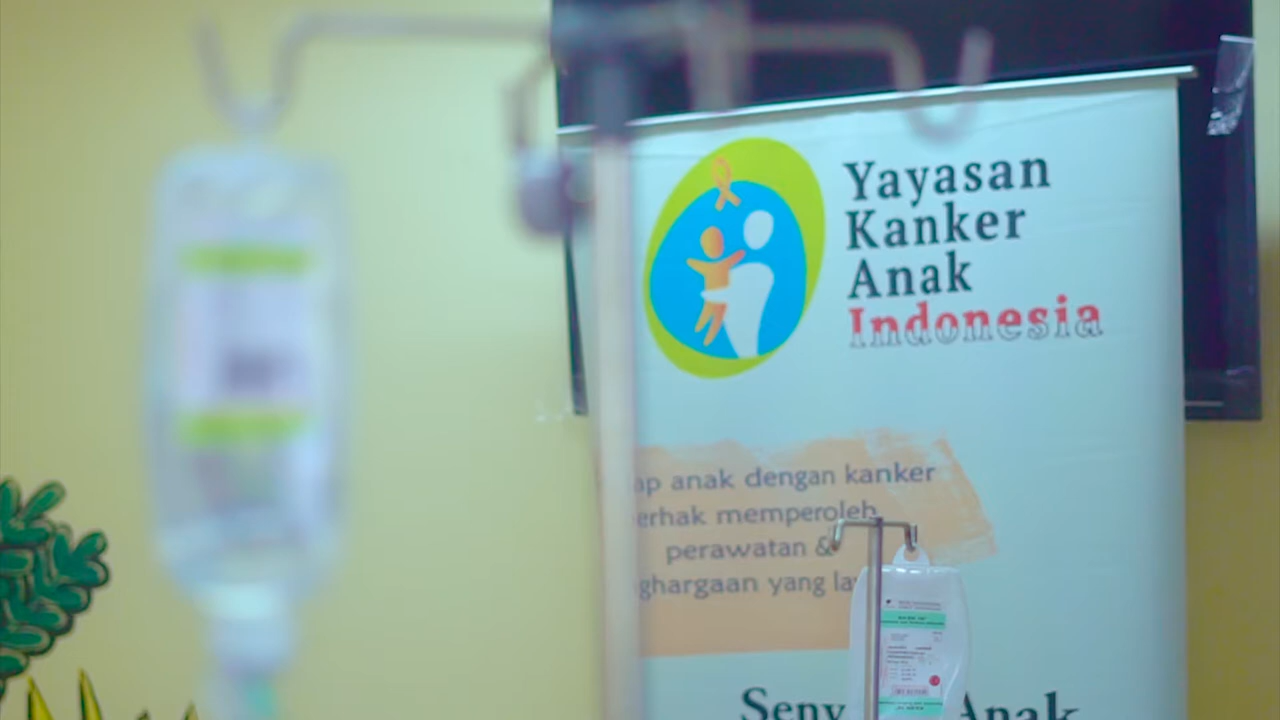 Yayasan
Kanker
Anak
Indonesia
ap anak dengan kanker
erhak memperoleh
perawatan &
ghargaan yang la
Seny Anak